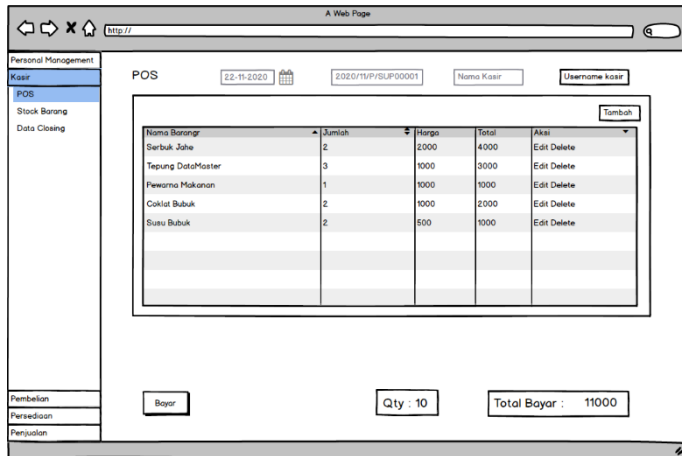 A Web Page
http://
Personal Management
Kasir
POS
Stock Barang
Data Closing
Pembelian
Persediaan
Penjualan
POS 22-11-2020 2020/11/P/SUP00001 Nama Kasir Username kasir
Tambah
Nama Barangr Jumlah Harga Total Aksi
Serbuk Jahe 2 2000 4000 Edit Delete
Tepung DataMaster 3 1000 3000 Edit Delete
Pewarna Makanan 1 1000 1000 Edit Delete
Coklat Bubuk 2 1000 2000 Edit Delete
Susu Bubuk 2 500 1000 Edit Delete
Bayar Qty : 10 Total Bayar : 11000